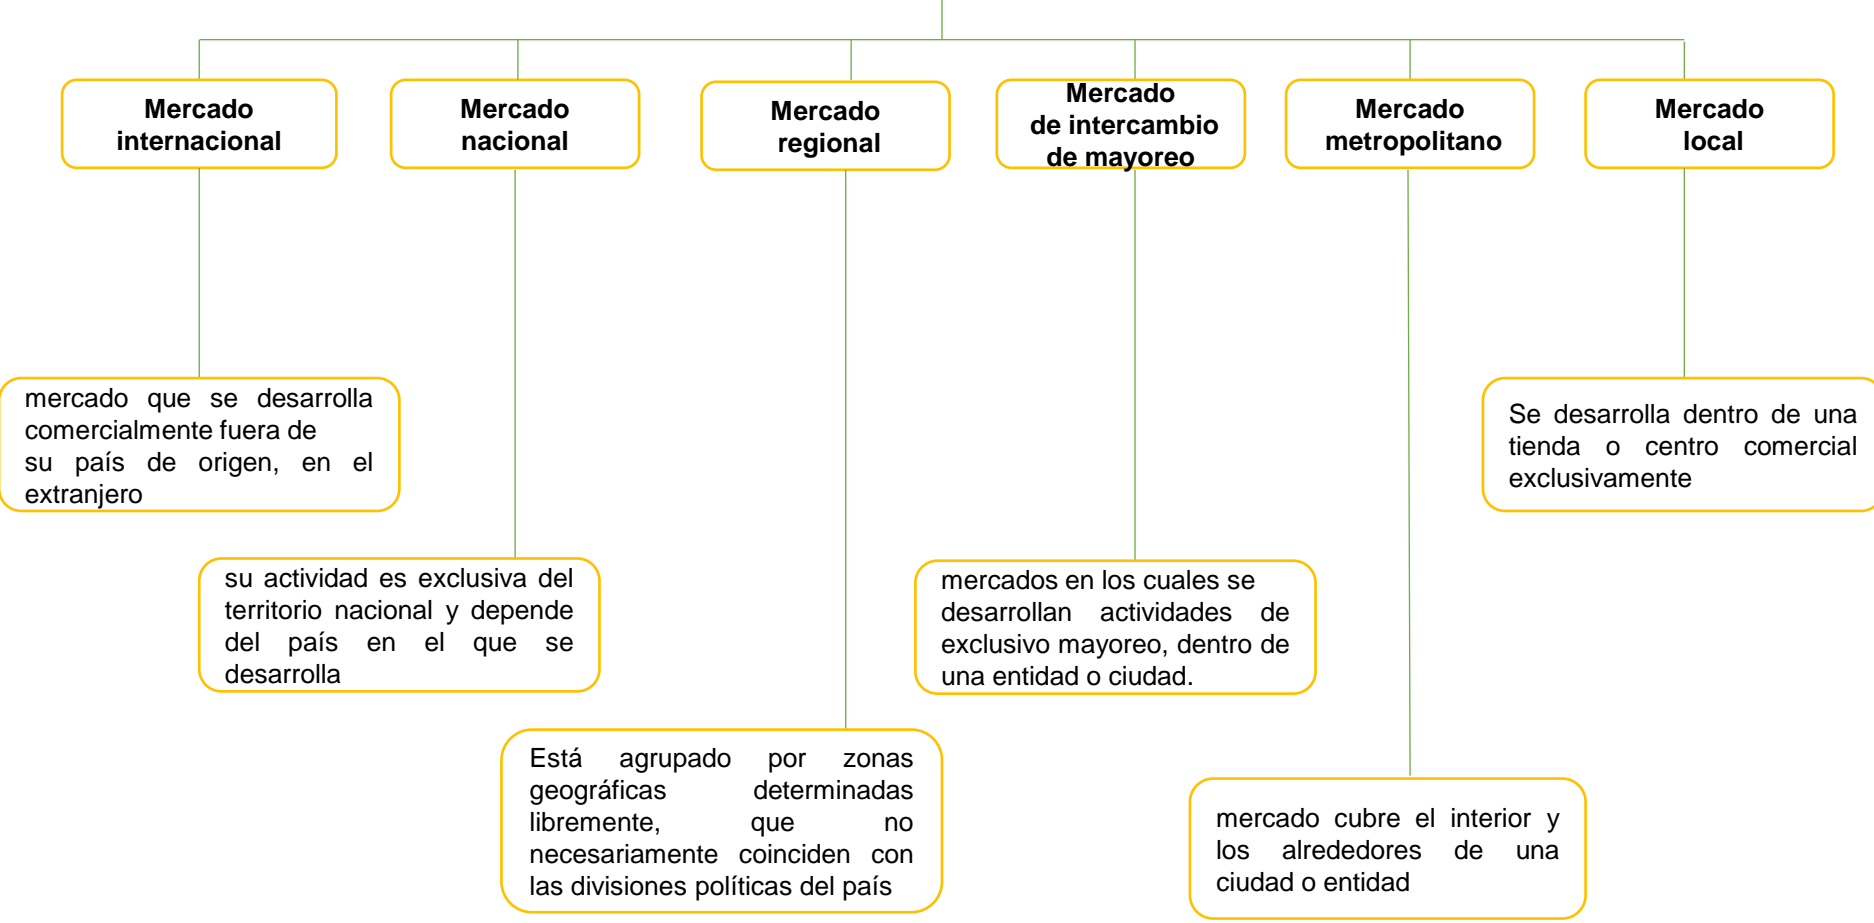 Mercado
internacional
Mercado
nacional
Mercado
regional
Mercado
de intercambio
de mayoreo
Mercado
metropolitano
Mercado
local
mercado que se desarrolla
comercialmente fuera de
su país de origen, en el
extranjero
Se desarrolla dentro de una
tienda o centro comercial
exclusivamente
su actividad es exclusiva del
territorio nacional y depende
del país en el que se
desarrolla
mercados en los cuales se
desarrollan actividades de
exclusivo mayoreo, dentro de
una entidad o ciudad.
Está agrupado por zonas
geográficas determinadas
libremente, que no
necesariamente coinciden con
las divisiones políticas del país
mercado cubre el interior y
los alrededores de una
ciudad o entidad